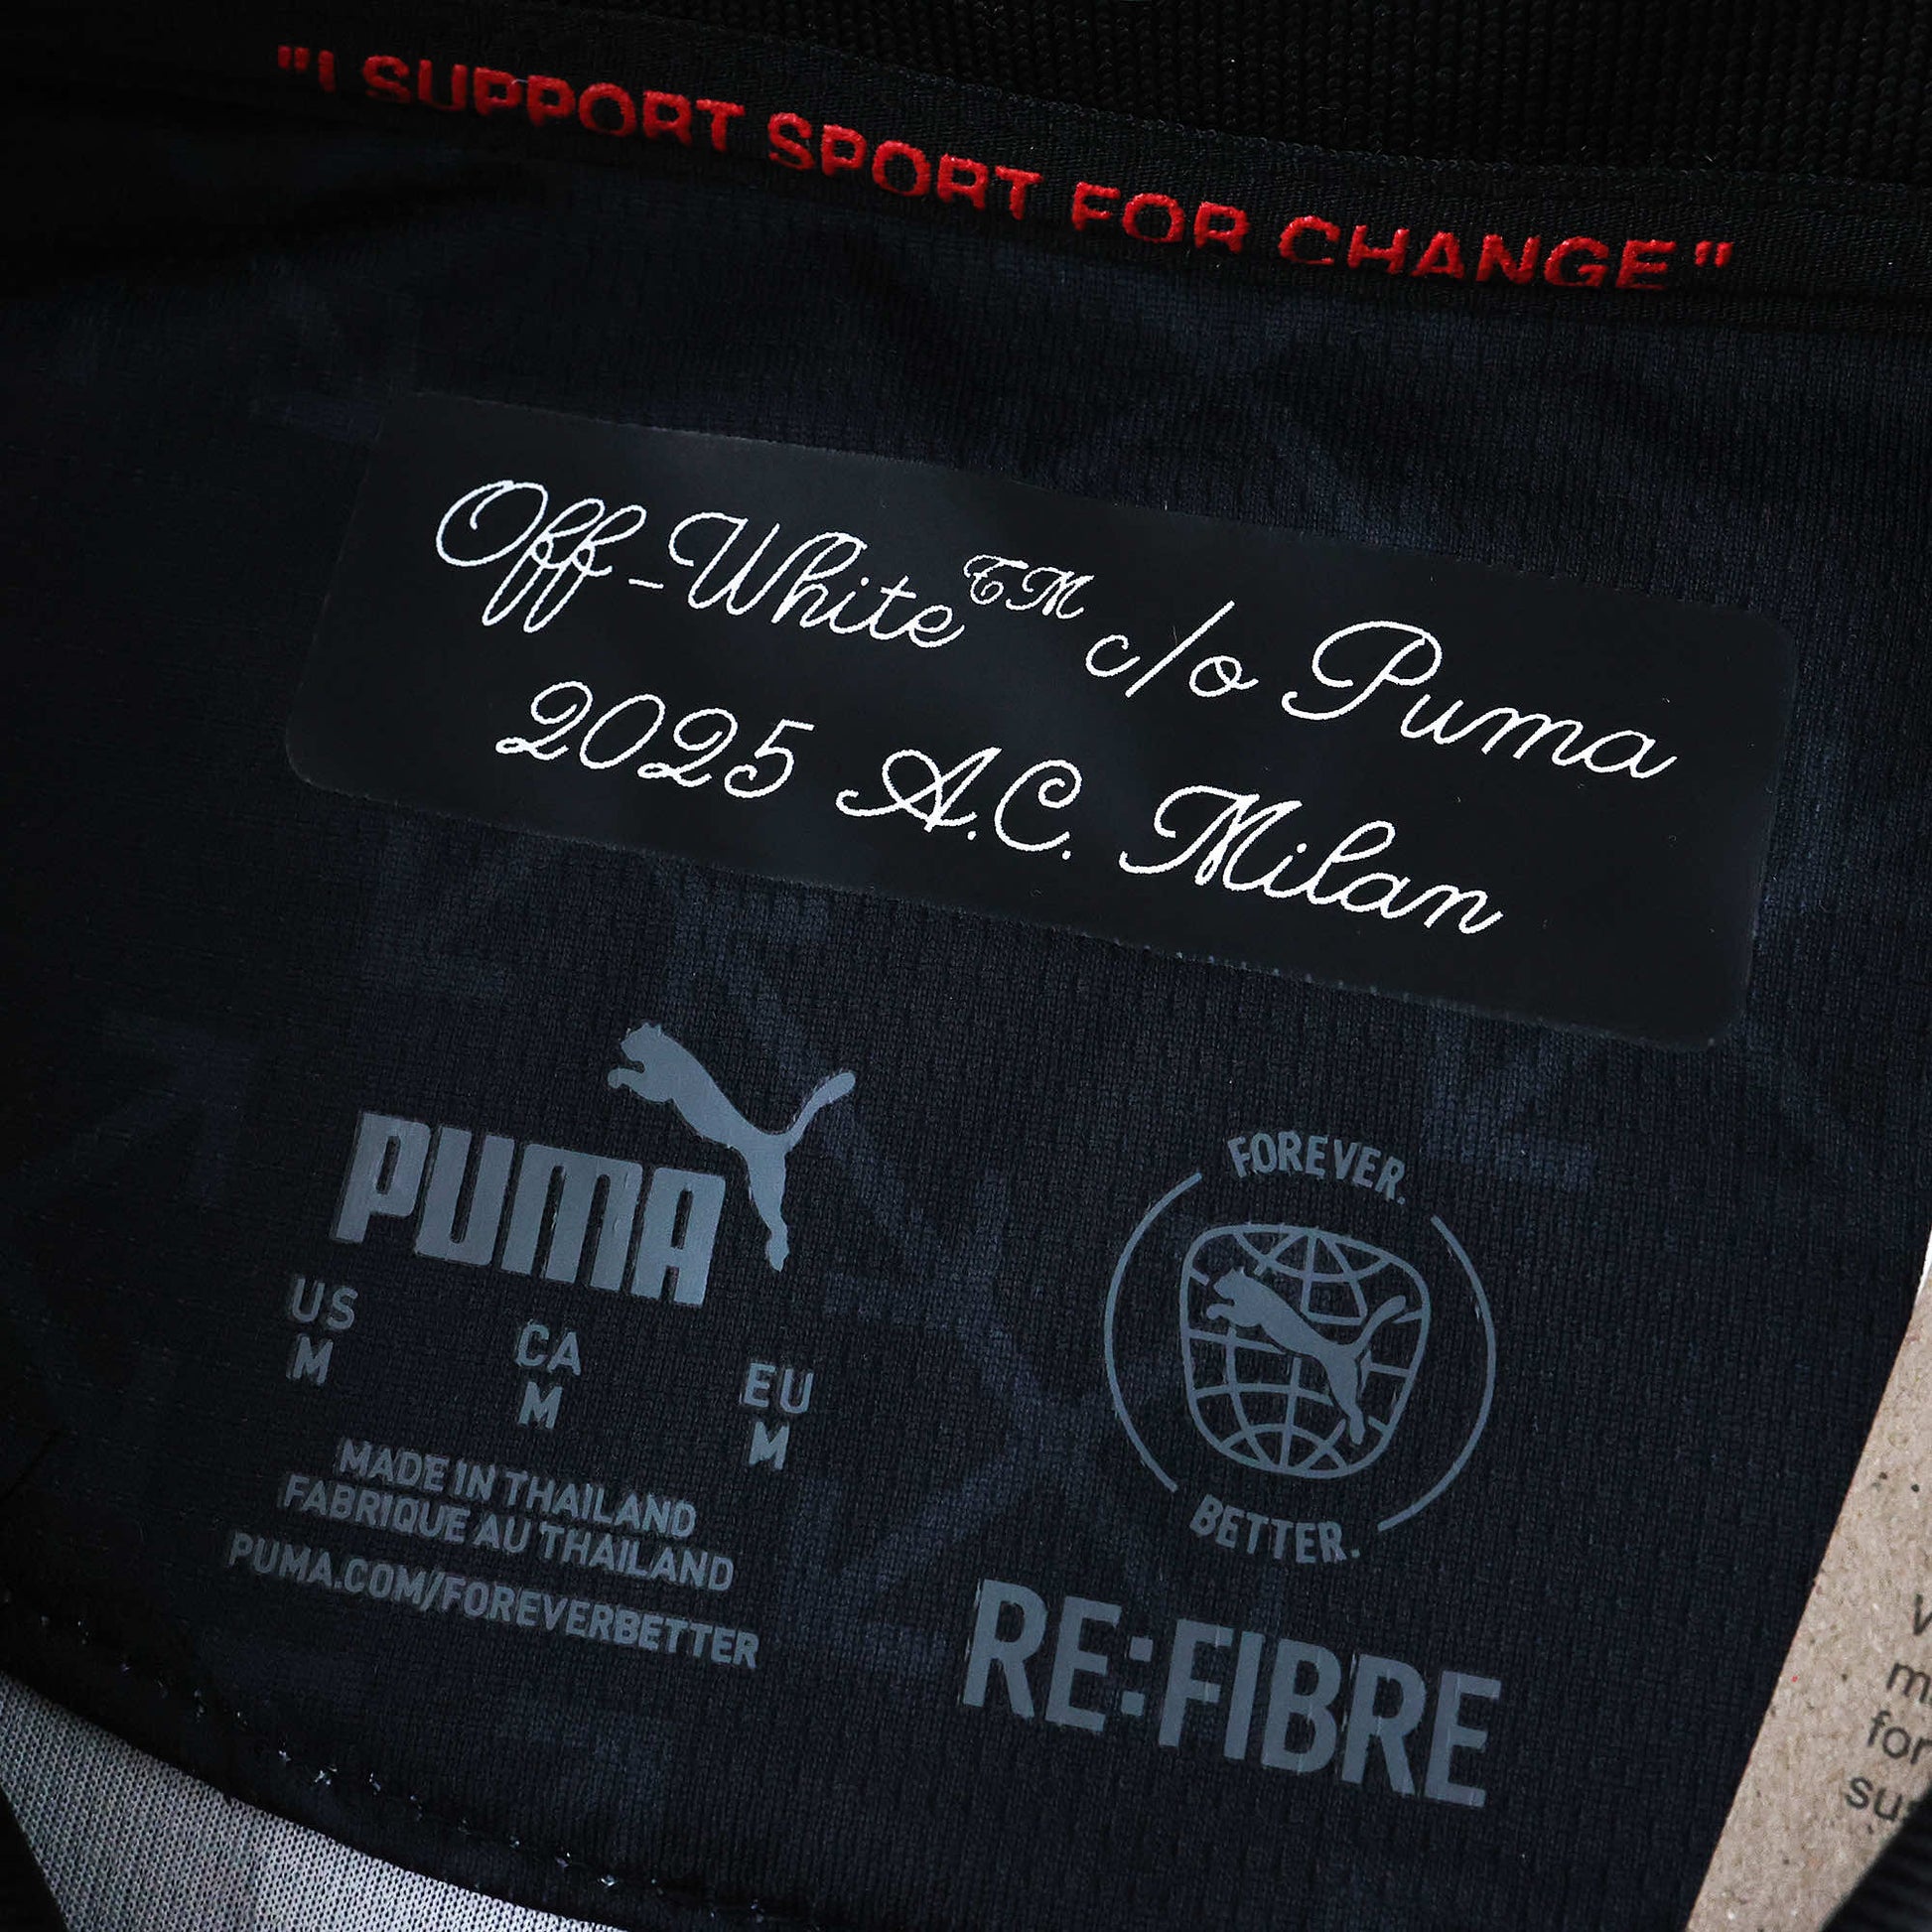 "I SUPPORT SPORT FOR CHANGE"
Off-White™ c/o Puma
2025 A.C. Milan
PUMA
US
M
CA
M
EU
M
MADE IN THAILAND
FABRIQUE AU THAILAND
PUMA.COM/FOREVERBETTER
FOREVER.
BETTER.
RE:FIBRE